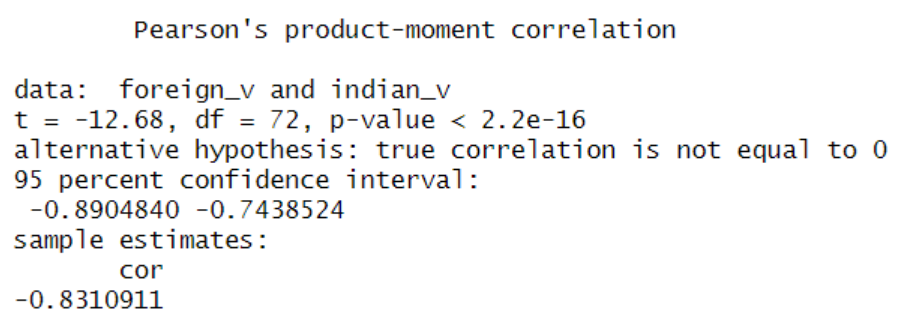 Pearson's product-moment correlation
data:  foreign_v and indian_v
t = -12.68, df = 72, p-value < 2.2e-16
alternative hypothesis: true correlation is not equal to 0
95 percent confidence interval:
 -0.8904840 -0.7438524
sample estimates:
       cor
-0.8310911